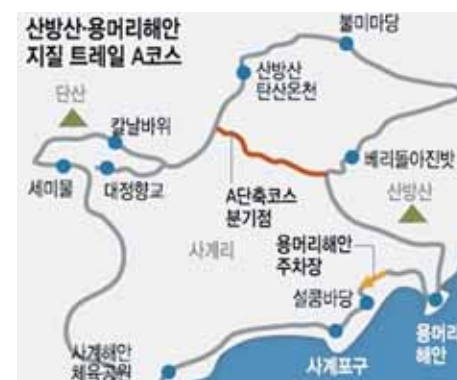 산방산·용머리해안
지질 트레일 A코스
불미마당
산방산
탄산온천
단산
칼날바위
세미물
대정향교
A단축코스
분기점
베리돌아진밧
산방산
사계리
용머리해안
주차장
설쿰바당
용머리
해안
사계포구
사계해안
체육공원